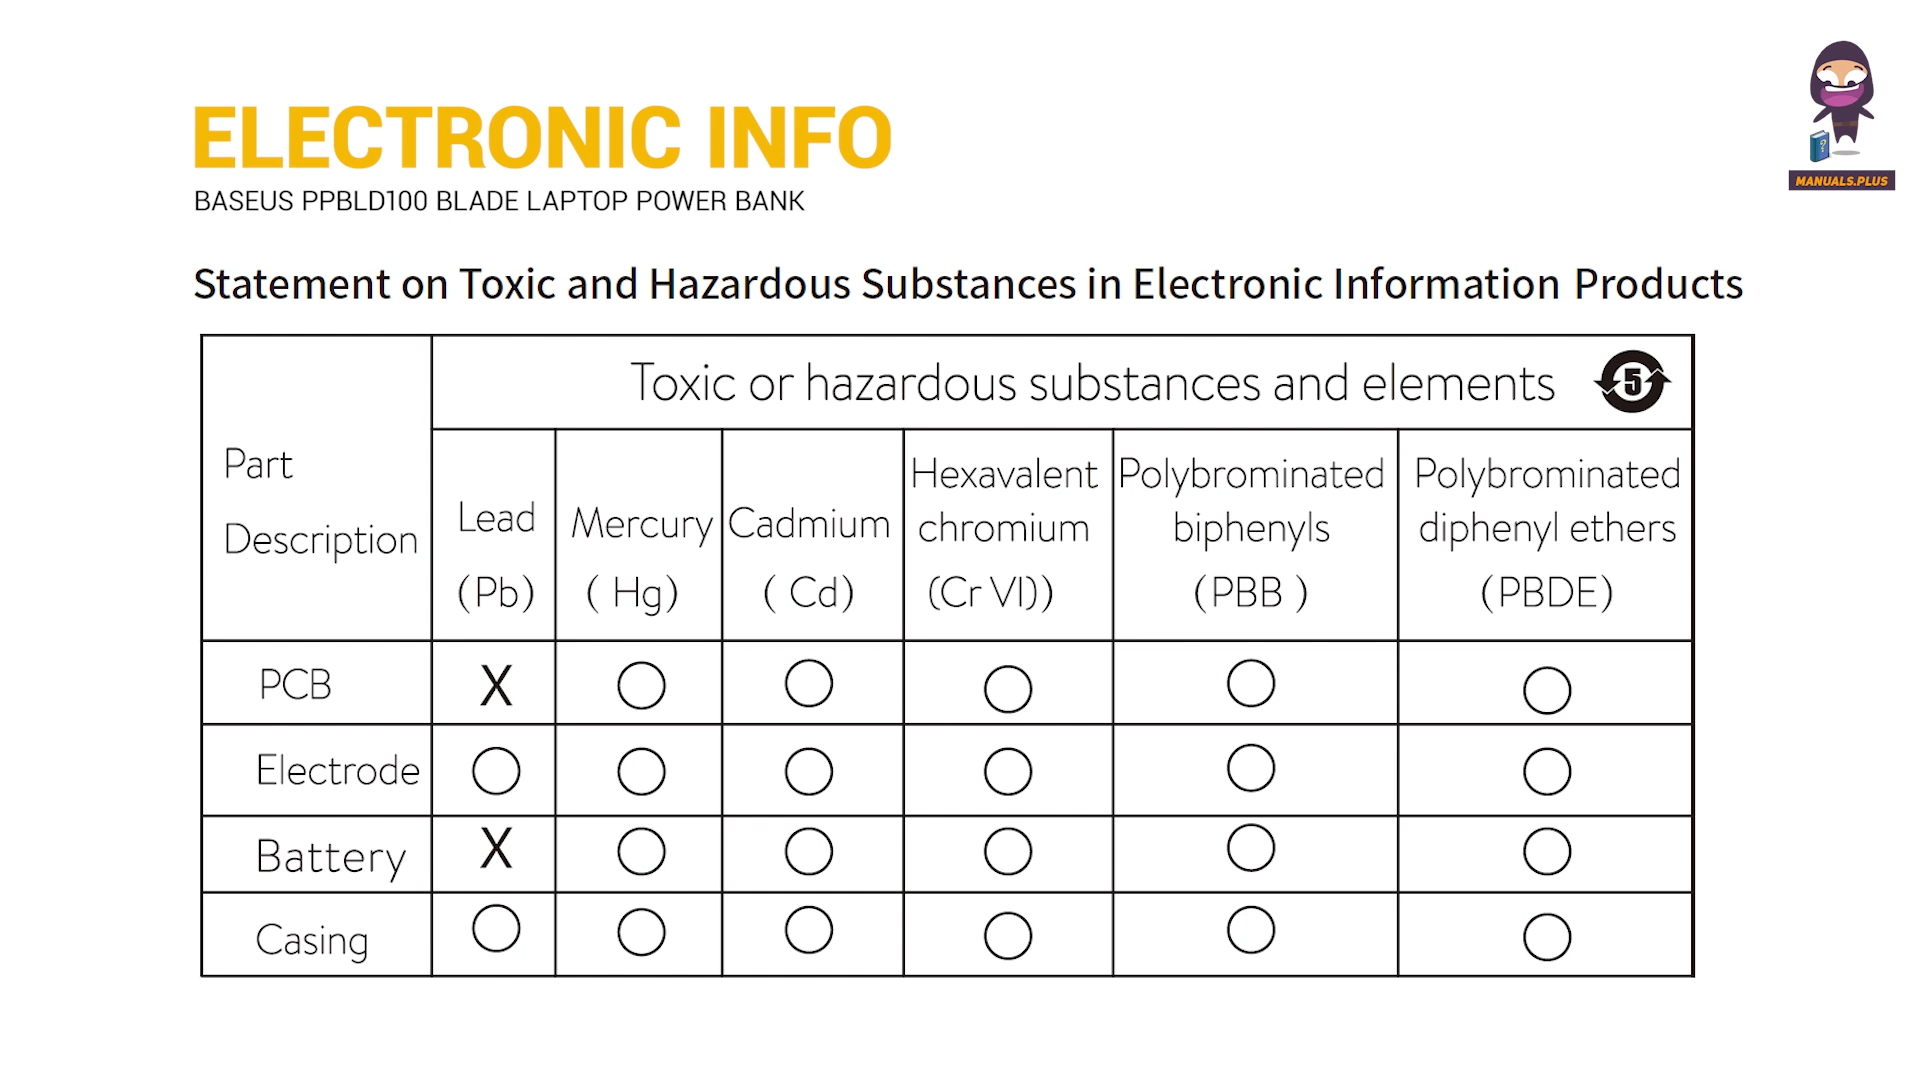 ELECTRONIC INFO
BASEUS PPBLD100 BLADE LAPTOP POWER BANK
?
MANUALS.PLUS
Statement on Toxic and Hazardous Substances in Electronic Information Products
Part
Description
Toxic or hazardous substances and elements
5
Lead
(Pb)
Mercury
( Hg)
Cadmium
( Cd)
Hexavalent
chromium
(Cr VI))
Polybrominated
biphenyls
(PBB )
Polybrominated
diphenyl ethers
(PBDE)
PCB X ○ ○ ○ ○ ○
Electrode ○ ○ ○ ○ ○ ○
Battery X ○ ○ ○ ○ ○
Casing ○ ○ ○ ○ ○ ○